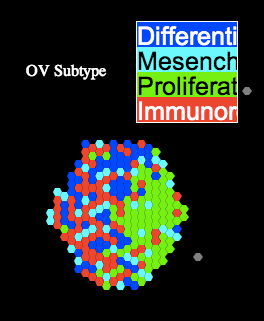 OV Subtype
Differenti
Mesench
Proliferat
Immunor